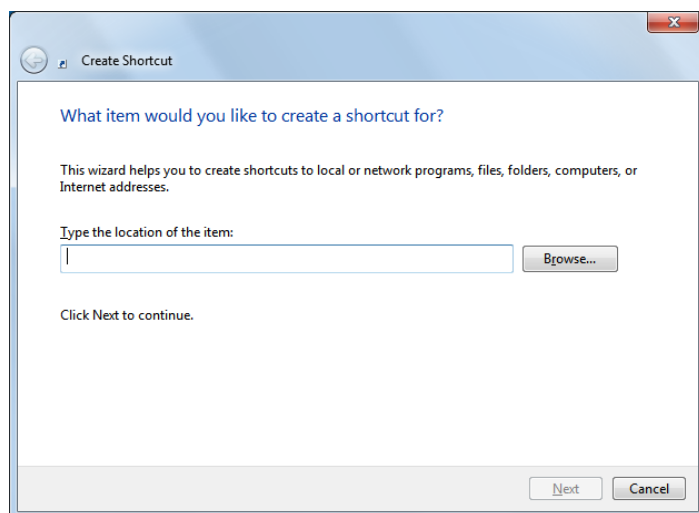 Create Shortcut
What item would you like to create a shortcut for?
This wizard helps you to create shortcuts to local or network programs, files, folders, computers, or
Internet addresses.
Type the location of the item:
Browse...
Click Next to continue.
Next Cancel